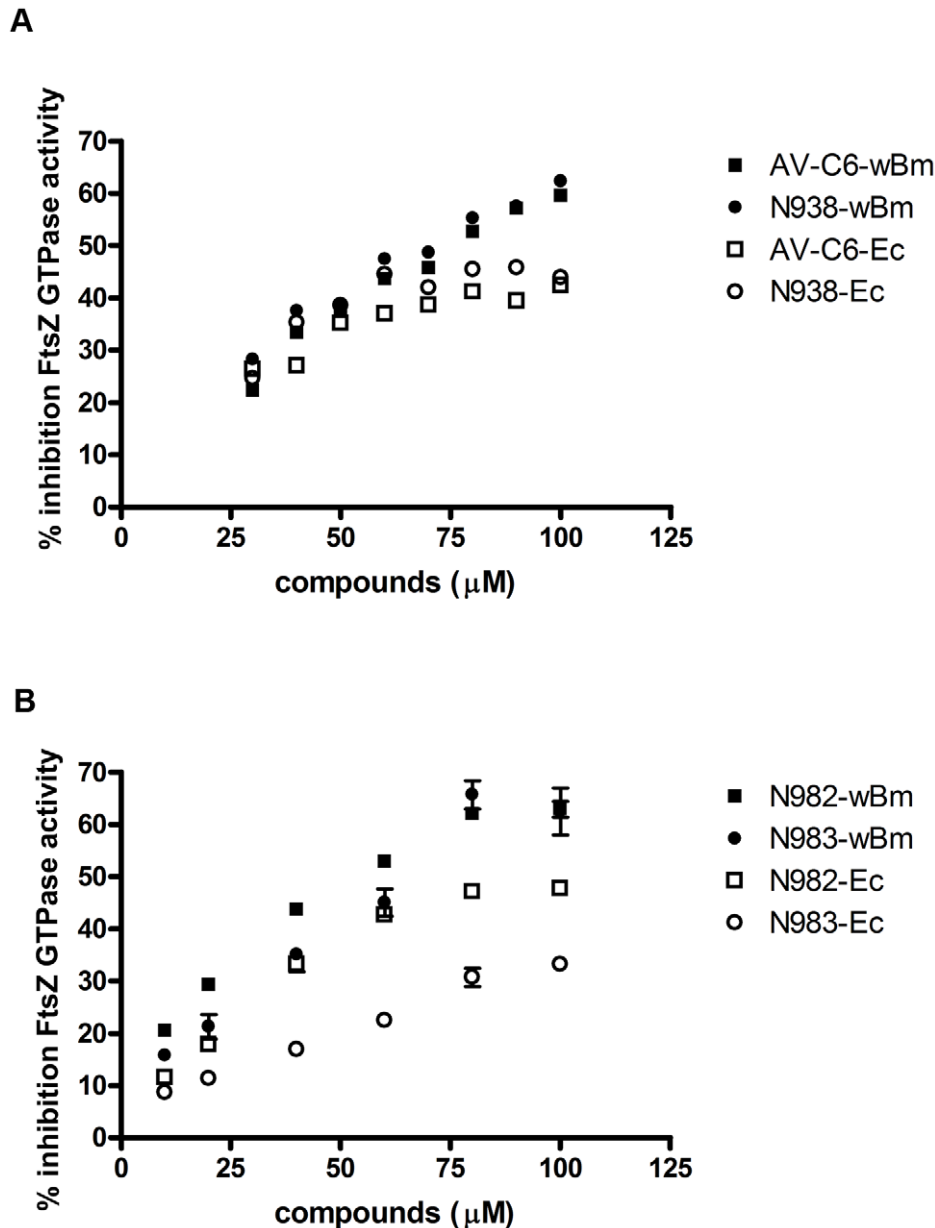 A
% inhibition FtsZ GTPase activity
70
60
50
40
30
20
10
0
0 25 50 75 100 125
compounds (μM)
AV-C6-wBm
N938-wBm
AV-C6-Ec
N938-Ec
B
% inhibition FtsZ GTPase activity
70
60
50
40
30
20
10
0
0 25 50 75 100 125
compounds (μM)
N982-wBm
N983-wBm
N982-Ec
N983-Ec